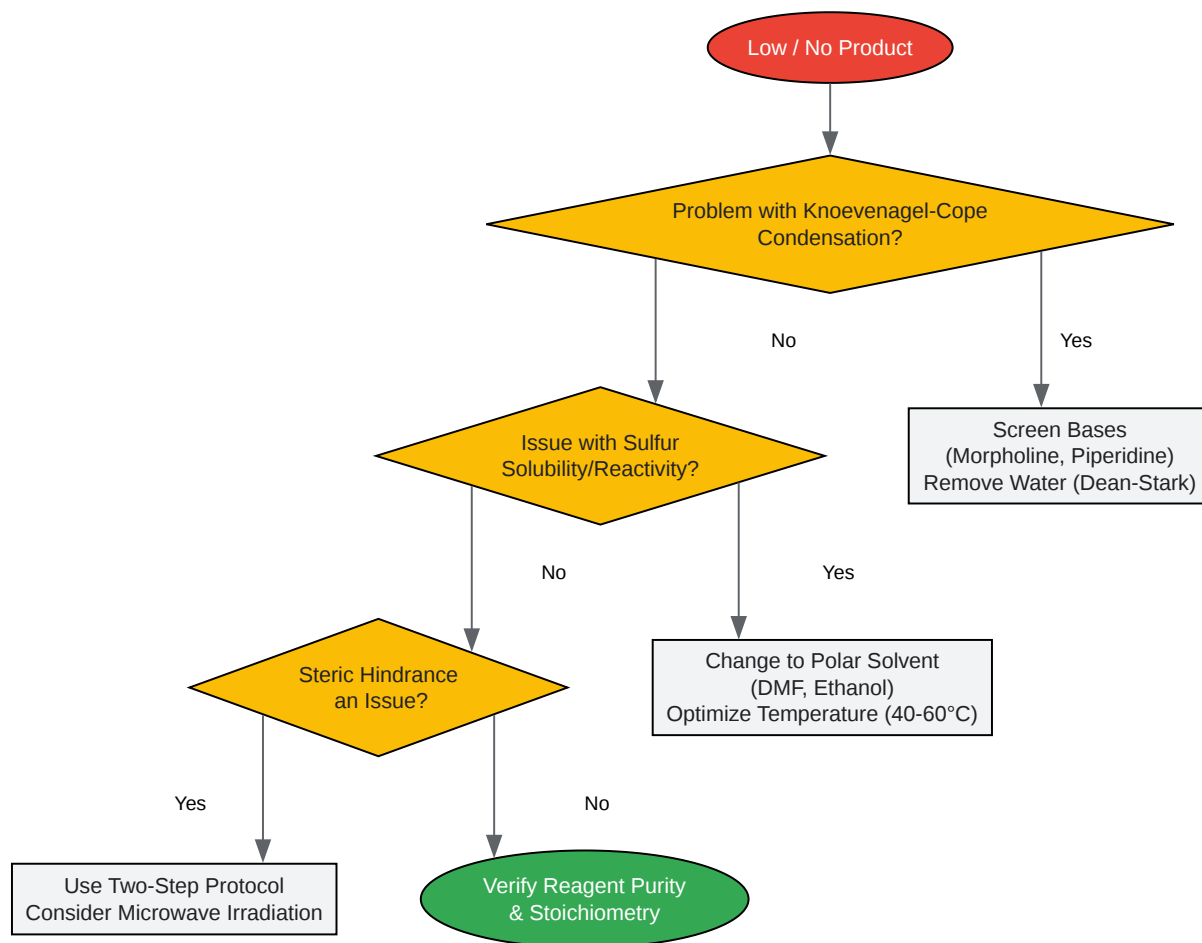 Low / No Product
Problem with Knoevenagel-Cope
Condensation?
No
Yes
Issue with Sulfur
Solubility/Reactivity?
Screen Bases
(Morpholine, Piperidine)
Remove Water (Dean-Stark)
No
Yes
Steric Hindrance
an Issue?
Change to Polar Solvent
(DMF, Ethanol)
Optimize Temperature (40-60°C)
Yes
No
Use Two-Step Protocol
Consider Microwave Irradiation
Verify Reagent Purity
& Stoichiometry